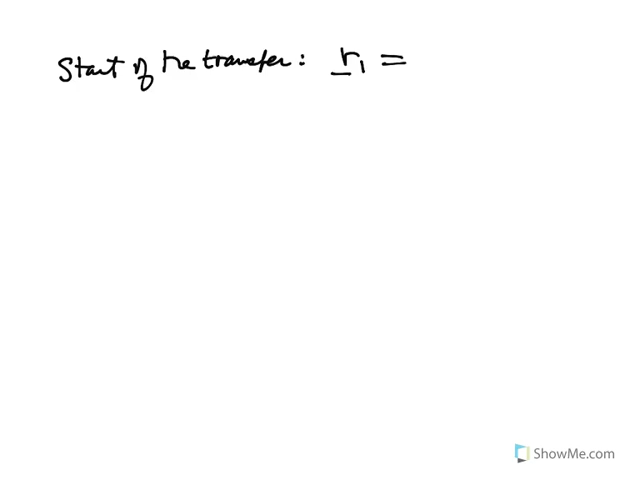 Start of the transfer: r1 =
ShowMe.com